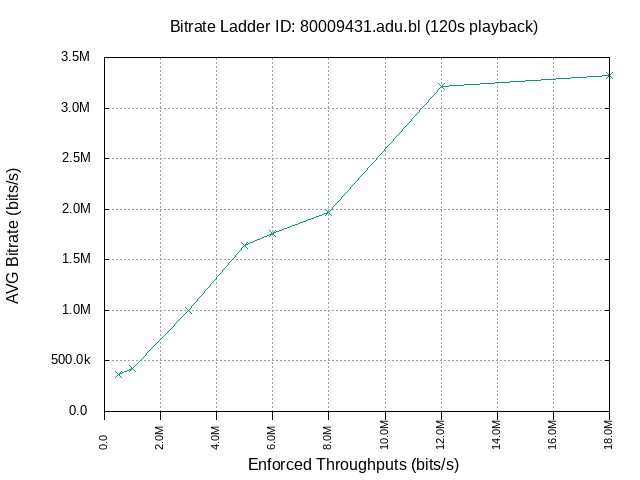 Bitrate Ladder ID: 80009431.adu.bl (120s playback)
3.5M
3.0M
2.5M
2.0M
1.5M
1.0M
500.0k
0.0
AVG Bitrate (bits/s)
0.0 2.0M 4.0M 6.0M 8.0M 10.0M 12.0M 14.0M 16.0M 18.0M
Enforced Throughputs (bits/s)